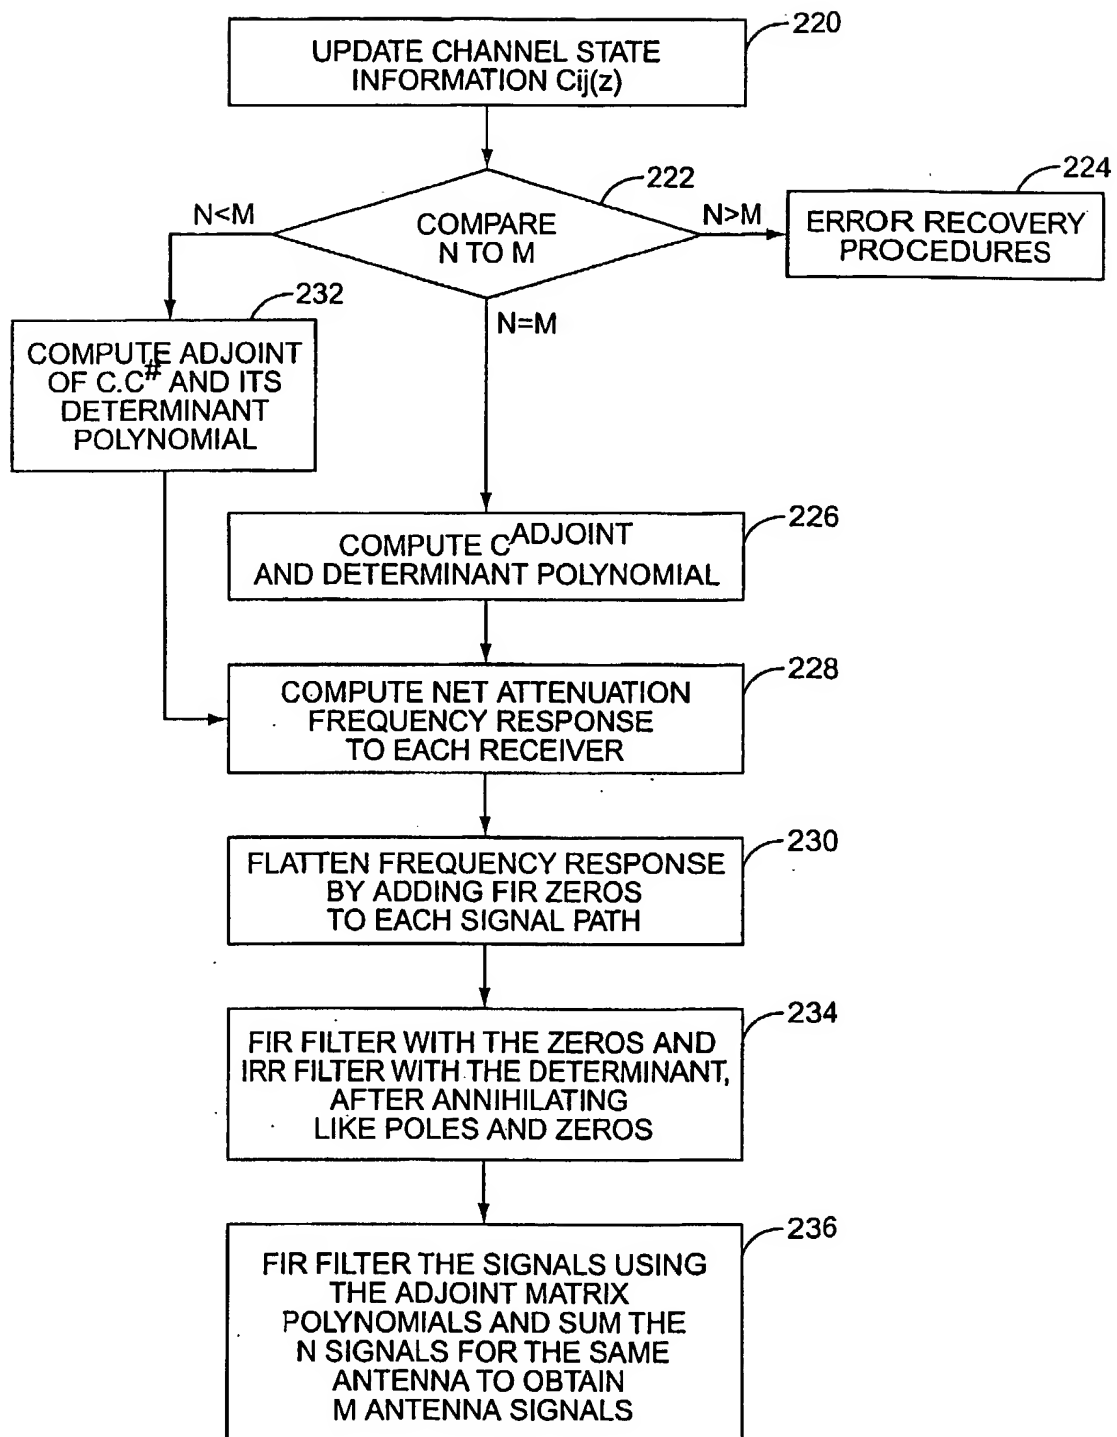 220
UPDATE CHANNEL STATE
INFORMATION Cij(z)
222
224
N<M
COMPARE
N TO M
N>M
ERROR RECOVERY
PROCEDURES
232
N=M
COMPUTE ADJOINT
OF C.C# AND ITS
DETERMINANT
POLYNOMIAL
226
COMPUTE C^ADJOINT
AND DETERMINANT POLYNOMIAL
228
COMPUTE NET ATTENUATION
FREQUENCY RESPONSE
TO EACH RECEIVER
230
FLATTEN FREQUENCY RESPONSE
BY ADDING FIR ZEROS
TO EACH SIGNAL PATH
234
FIR FILTER WITH THE ZEROS AND
IRR FILTER WITH THE DETERMINANT,
AFTER ANNIHILATING
LIKE POLES AND ZEROS
236
FIR FILTER THE SIGNALS USING
THE ADJOINT MATRIX
POLYNOMIALS AND SUM THE
N SIGNALS FOR THE SAME
ANTENNA TO OBTAIN
M ANTENNA SIGNALS